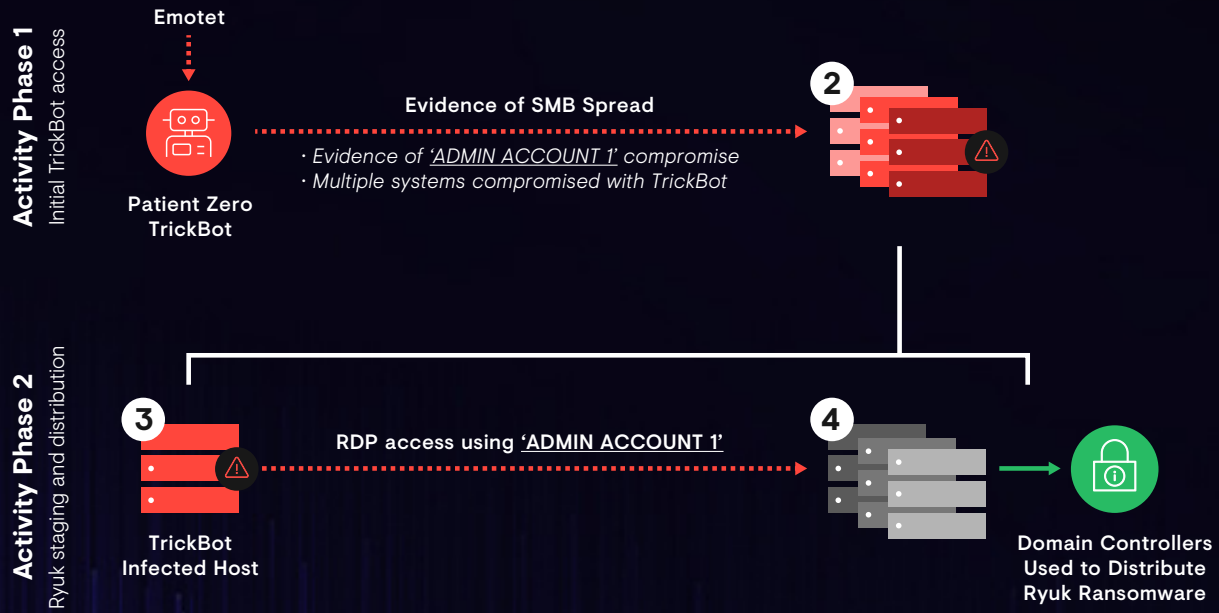 Activity Phase 1
Initial TrickBot access
Emotet
Patient Zero
TrickBot
Evidence of SMB Spread
· Evidence of ‘ADMIN ACCOUNT 1’ compromise
· Multiple systems compromised with TrickBot
2
Activity Phase 2
Ryuk staging and distribution
3
TrickBot
Infected Host
RDP access using ‘ADMIN ACCOUNT 1’
4
Domain Controllers
Used to Distribute
Ryuk Ransomware